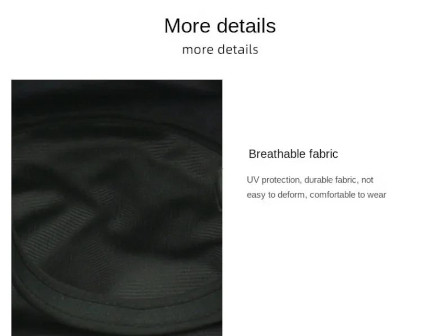 More details
more details
Breathable fabric
UV protection, durable fabric, not
easy to deform, comfortable to wear